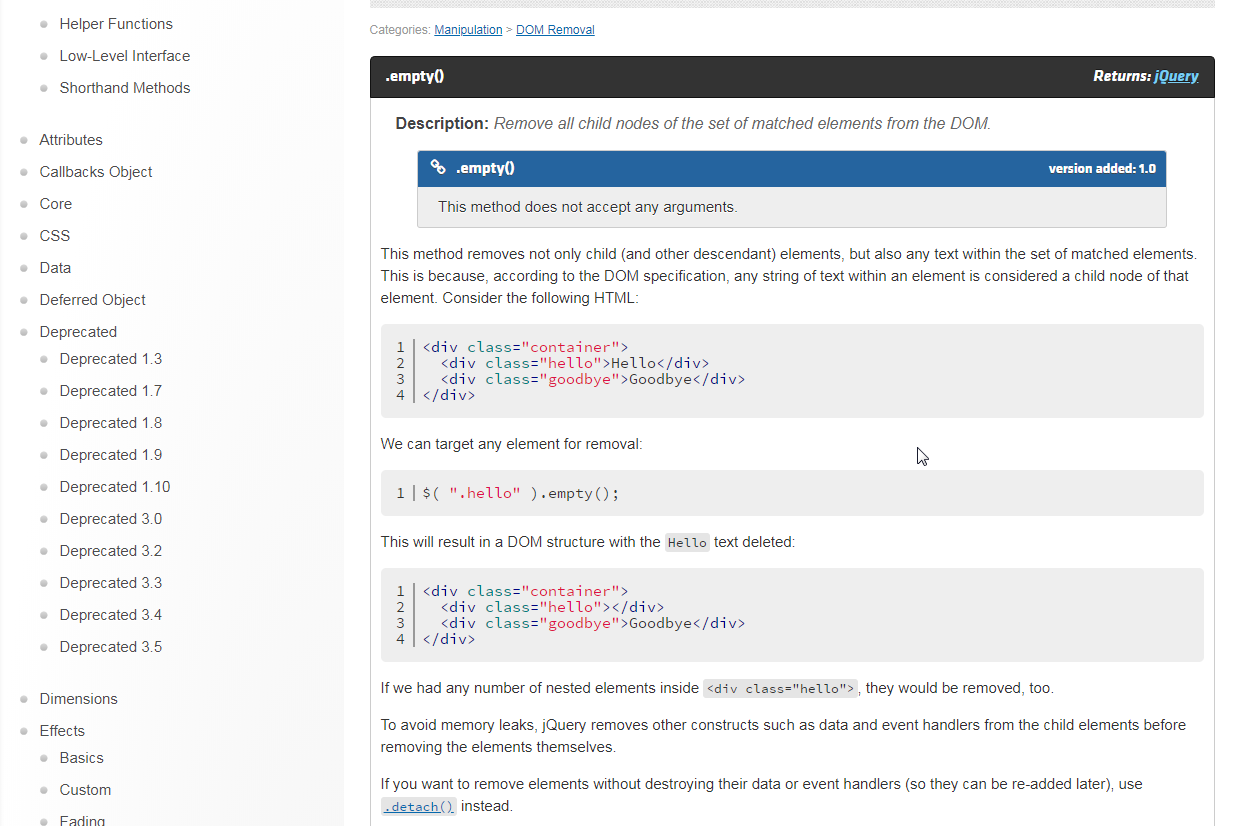 Helper Functions
Low-Level Interface
Shorthand Methods
Attributes
Callbacks Object
Core
CSS
Data
Deferred Object
Deprecated
Deprecated 1.3
Deprecated 1.7
Deprecated 1.8
Deprecated 1.9
Deprecated 1.10
Deprecated 3.0
Deprecated 3.2
Deprecated 3.3
Deprecated 3.4
Deprecated 3.5
Dimensions
Effects
Basics
Custom
Fading
Categories: Manipulation > DOM Removal
.empty() Returns: jQuery
Description: Remove all child nodes of the set of matched elements from the DOM.
.empty() version added: 1.0
This method does not accept any arguments.
This method removes not only child (and other descendant) elements, but also any text within the set of matched elements.
This is because, according to the DOM specification, any string of text within an element is considered a child node of that
element. Consider the following HTML:
1 <div class="container">
2   <div class="hello">Hello</div>
3   <div class="goodbye">Goodbye</div>
4 </div>
We can target any element for removal:
1 $( ".hello" ).empty();
This will result in a DOM structure with the Hello text deleted:
1 <div class="container">
2   <div class="hello"></div>
3   <div class="goodbye">Goodbye</div>
4 </div>
If we had any number of nested elements inside <div class="hello">, they would be removed, too.
To avoid memory leaks, jQuery removes other constructs such as data and event handlers from the child elements before
removing the elements themselves.
If you want to remove elements without destroying their data or event handlers (so they can be re-added later), use
.detach() instead.